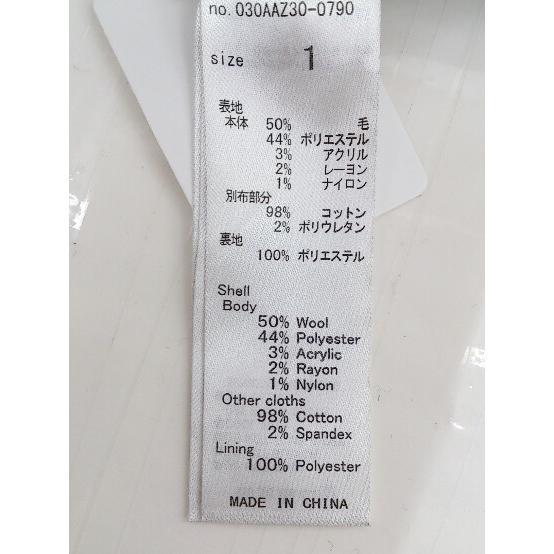 no. 030AAZ30-0790
size 1
表地
本体 50% 毛
44% ポリエステル
3% アクリル
2% レーヨン
1% ナイロン
別布部分
98% コットン
2% ポリウレタン
裏地
100% ポリエステル
Shell
Body
50% Wool
44% Polyester
3% Acrylic
2% Rayon
1% Nylon
Other cloths
98% Cotton
2% Spandex
Lining
100% Polyester
MADE IN CHINA